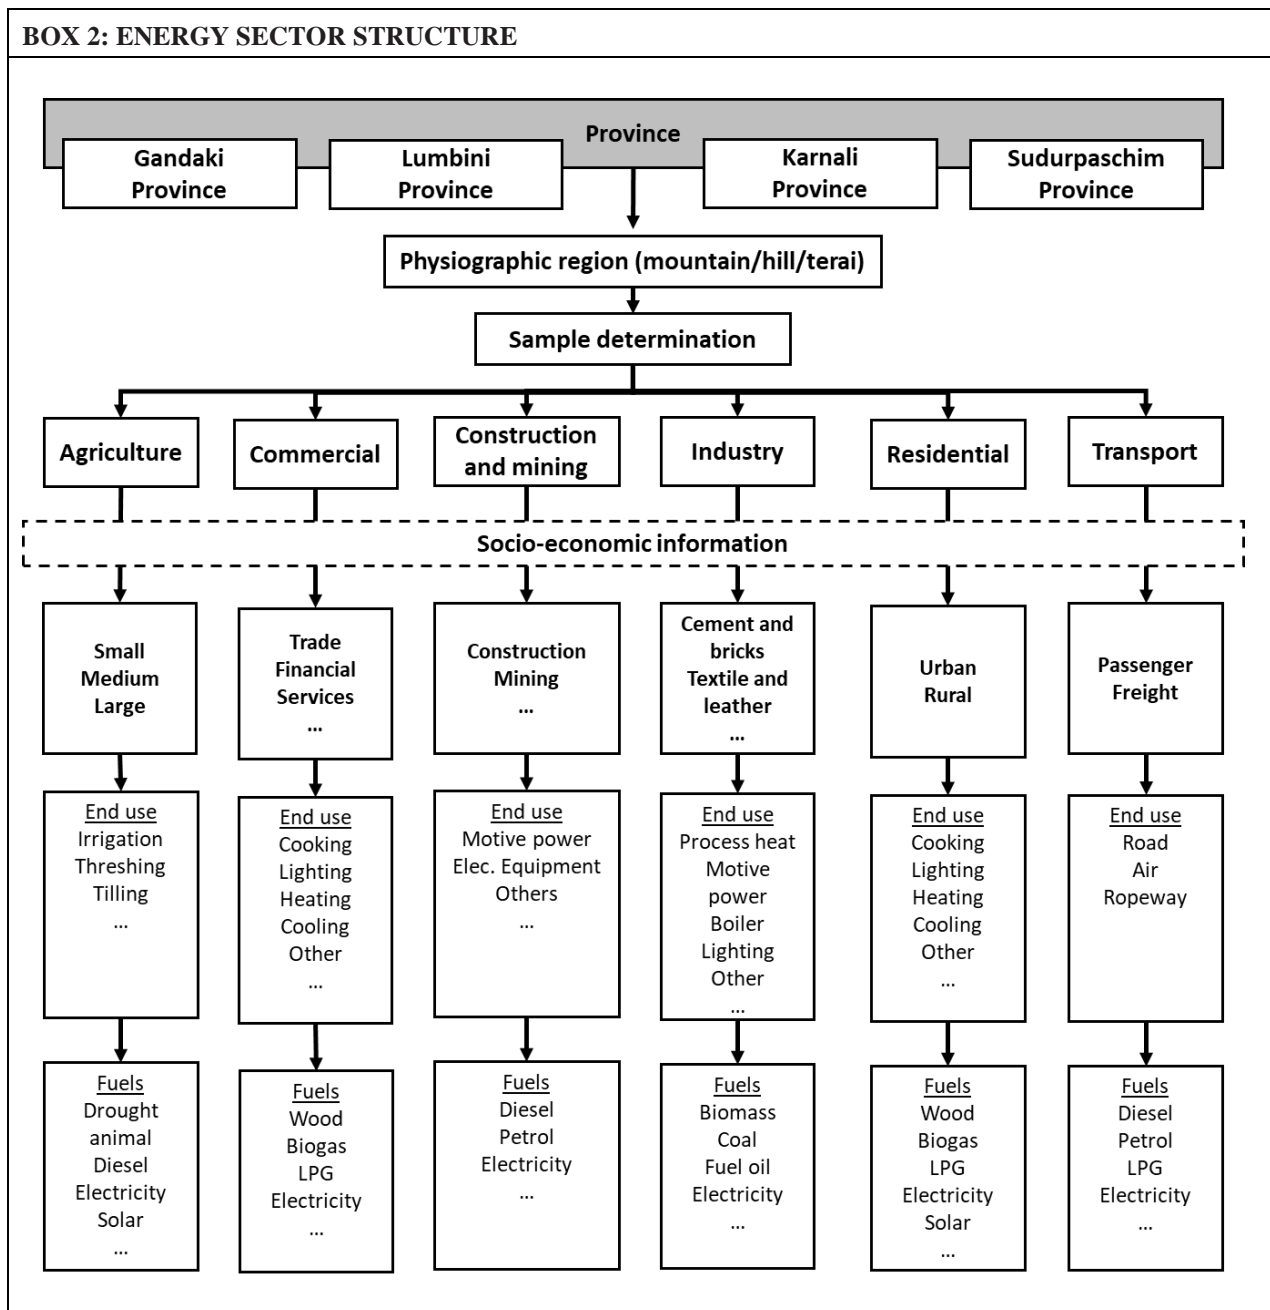 BOX 2: ENERGY SECTOR STRUCTURE
Province
Gandaki
Province
Lumbini
Province
Karnali
Province
Sudurpaschim
Province
Physiographic region (mountain/hill/terai)
Sample determination
Agriculture
Commercial
Construction
and mining
Industry
Residential
Transport
Socio-economic information
Small
Medium
Large
Trade
Financial
Services
...
Construction
Mining
...
Cement and
bricks
Textile and
leather
...
Urban
Rural
Passenger
Freight
End use
Irrigation
Threshing
Tilling
...
End use
Cooking
Lighting
Heating
Cooling
Other
...
End use
Motive power
Elec. Equipment
Others
...
End use
Process heat
Motive
power
Boiler
Lighting
Other
...
End use
Cooking
Lighting
Heating
Cooling
Other
...
End use
Road
Air
Ropeway
Fuels
Drought
animal
Diesel
Electricity
Solar
...
Fuels
Wood
Biogas
LPG
Electricity
...
Fuels
Diesel
Petrol
Electricity
...
Fuels
Biomass
Coal
Fuel oil
Electricity
...
Fuels
Wood
Biogas
LPG
Electricity
Solar
...
Fuels
Diesel
Petrol
LPG
Electricity
...